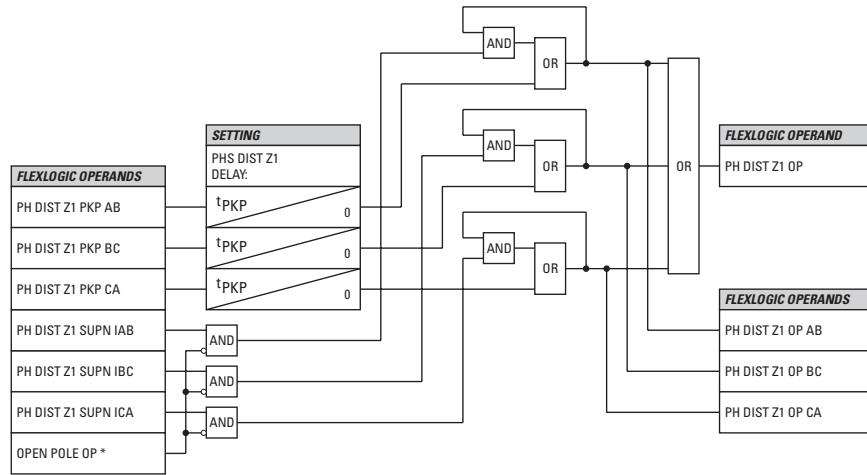 FLEXLOGIC OPERANDS
PH DIST Z1 PKP AB
PH DIST Z1 PKP BC
PH DIST Z1 PKP CA
PH DIST Z1 SUPN IAB
PH DIST Z1 SUPN IBC
PH DIST Z1 SUPN ICA
OPEN POLE OP *
SETTING
PHS DIST Z1
DELAY:
tPKP
0
tPKP
0
tPKP
0
AND
AND
AND
AND
OR
AND
OR
AND
OR
OR
FLEXLOGIC OPERAND
PH DIST Z1 OP
FLEXLOGIC OPERANDS
PH DIST Z1 OP AB
PH DIST Z1 OP BC
PH DIST Z1 OP CA